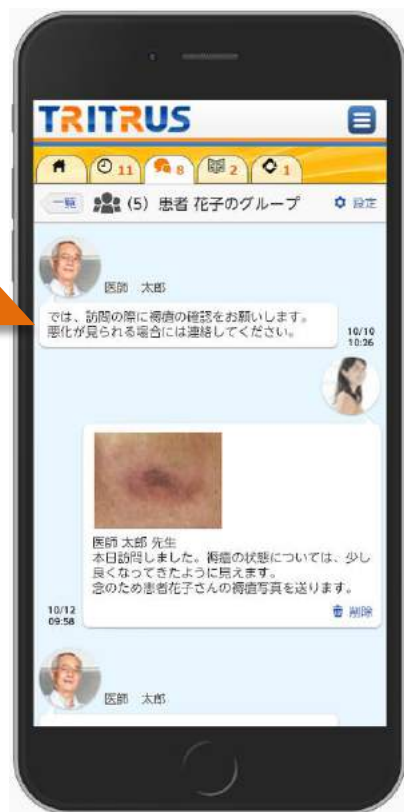 TRITRUS
11
8
2
1
一覧
(5) 患者 花子のグループ
設定
医師 太郎
では、訪問の際に褥瘡の確認をお願いします。
悪化が見られる場合には連絡してください。
10/10
10:26
医師 太郎 先生
本日訪問しました。褥瘡の状態については、少し
良くなってきたように見えます。
念のため患者花子さんの褥瘡写真を送ります。
10/12
09:58
削除
医師 太郎